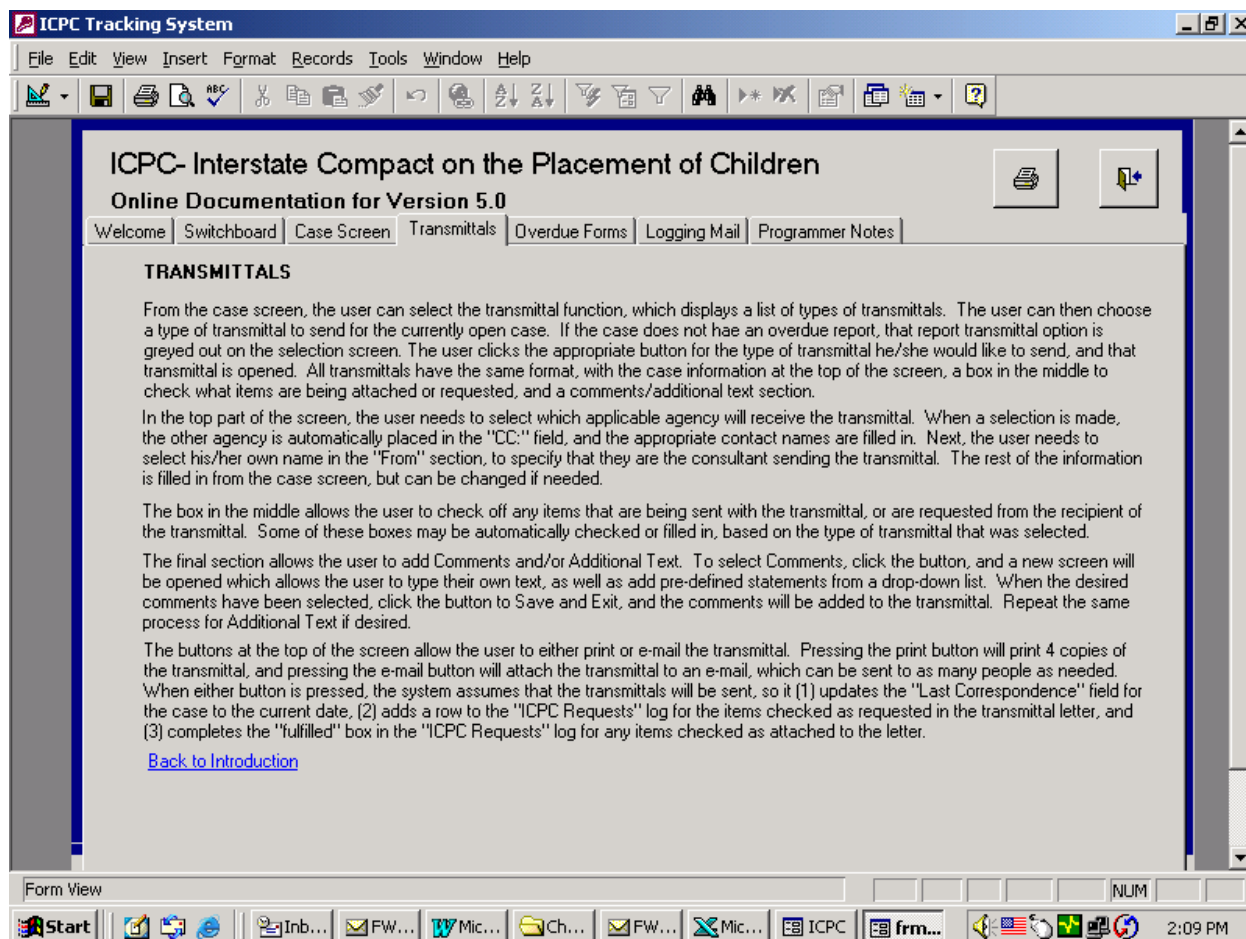 ICPC Tracking System
File Edit View Insert Format Records Tools Window Help
ICPC- Interstate Compact on the Placement of Children
Online Documentation for Version 5.0
Welcome Switchboard Case Screen Transmittals Overdue Forms Logging Mail Programmer Notes
TRANSMITTALS
From the case screen, the user can select the transmittal function, which displays a list of types of transmittals. The user can then choose
a type of transmittal to send for the currently open case. If the case does not hae an overdue report, that report transmittal option is
greyed out on the selection screen. The user clicks the appropriate button for the type of transmittal he/she would like to send, and that
transmittal is opened. All transmittals have the same format, with the case information at the top of the screen, a box in the middle to
check what items are being attached or requested, and a comments/additional text section.
In the top part of the screen, the user needs to select which applicable agency will receive the transmittal. When a selection is made,
the other agency is automatically placed in the "CC:" field, and the appropriate contact names are filled in. Next, the user needs to
select his/her own name in the "From" section, to specify that they are the consultant sending the transmittal. The rest of the information
is filled in from the case screen, but can be changed if needed.
The box in the middle allows the user to check off any items that are being sent with the transmittal, or are requested from the recipient of
the transmittal. Some of these boxes may be automatically checked or filled in, based on the type of transmittal that was selected.
The final section allows the user to add Comments and/or Additional Text. To select Comments, click the button, and a new screen will
be opened which allows the user to type their own text, as well as add pre-defined statements from a drop-down list. When the desired
comments have been selected, click the button to Save and Exit, and the comments will be added to the transmittal. Repeat the same
process for Additional Text if desired.
The buttons at the top of the screen allow the user to either print or e-mail the transmittal. Pressing the print button will print 4 copies of
the transmittal, and pressing the e-mail button will attach the transmittal to an e-mail, which can be sent to as many people as needed.
When either button is pressed, the system assumes that the transmittals will be sent, so it (1) updates the "Last Correspondence" field for
the case to the current date, (2) adds a row to the "ICPC Requests" log for the items checked as requested in the transmittal letter, and
(3) completes the "fulfilled" box in the "ICPC Requests" log for any items checked as attached to the letter.
Back to Introduction
Form View NUM
Start Inb... FW... Mic... Ch... FW... Mic... ICPC frm... 2:09 PM